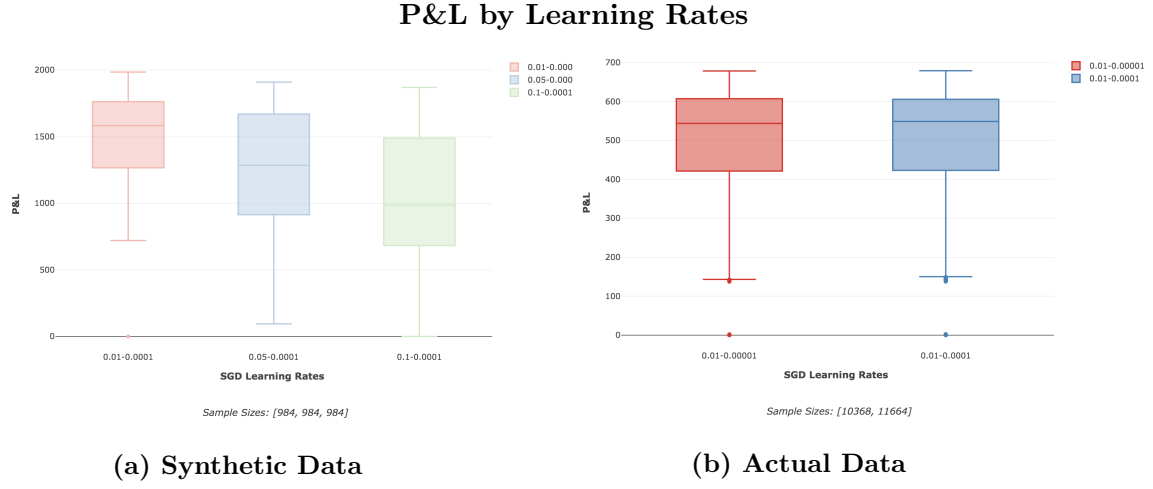 P&L by Learning Rates
2000
1500
1000
500
0
P&L
0.01-0.0001
0.05-0.0001
0.1-0.0001
SGD Learning Rates
Sample Sizes: [984, 984, 984]
0.01-0.000
0.05-0.000
0.1-0.0001
(a) Synthetic Data
700
600
500
400
300
200
100
0
P&L
0.01-0.00001
0.01-0.0001
SGD Learning Rates
Sample Sizes: [10368, 11664]
0.01-0.00001
0.01-0.0001
(b) Actual Data